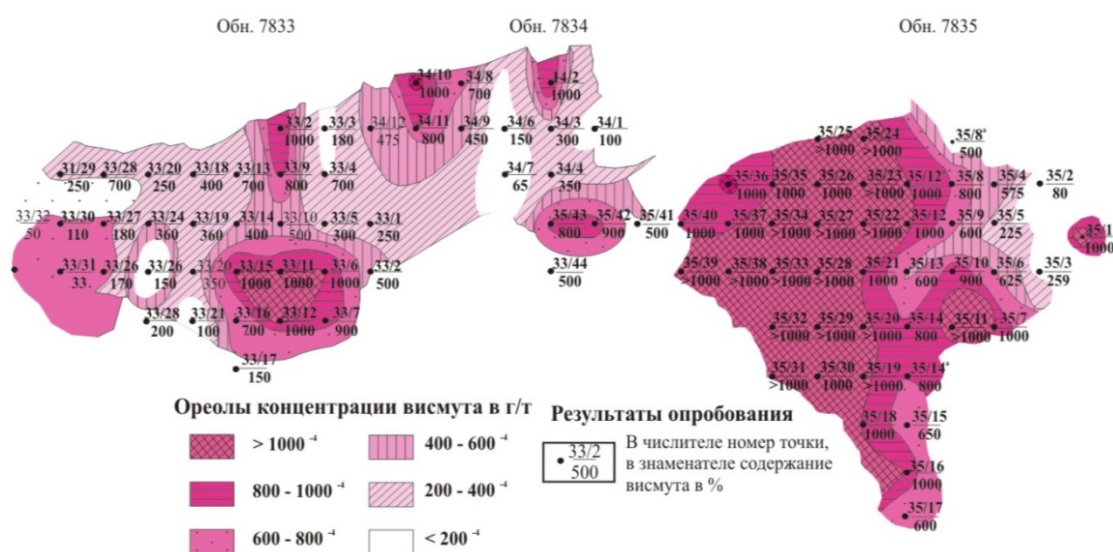 Обн. 7833 Обн. 7834 Обн. 7835
34/10 34/8 14/2
1000 700 1000
33/2 33/3 34/12 34/11 34/9 34/6 34/3 34/1
1000 180 475 800 450 150 300 100
35/25 35/24 35/8ª
>1000 >1000 500
31/29 33/28 33/20 33/18 33/13 33/9 33/4 34/7 34/4
250 700 250 400 700 800 700 65 350
35/36 35/35 35/26 35/23 35/12 35/8 35/4 35/2
1000 1000 1000 >1000 1000 800 575 80
33/32 33/30 33/27 33/24 33/19 33/14 33/10 33/5 33/1
50 110 180 360 360 400 500 300 250
35/43 35/42 35/41 35/40 35/37 35/34 35/27 35/22 35/12 35/9 35/5
800 900 500 1000 >1000 >1000 >1000 >1000 1000 600 225
35/1
1000
33/31 33/26 33/26 33/20 33/15 33/11 33/6 33/2
33. 170 150 350 1000 1000 1000 500
33/44
500
35/39 35/38 35/33 35/28 35/21 35/13 35/10 35/6 35/3
>1000 >1000 >1000 >1000 1000 600 900 625 259
33/28 33/21 33/16 33/12 33/7
200 100 700 1000 900
35/32 35/29 35/20 35/14 35/11 35/7
>1000 >1000 >1000 800 >1000 1000
33/17
150
35/31 35/30 35/19 35/14ª
>1000 1000 >1000 800
35/18 35/15
1000 650
35/16
1000
35/17
600
Ореолы концентрации висмута в г/т
> 1000 ⁻⁴
400 - 600 ⁻⁴
800 - 1000 ⁻⁴
200 - 400 ⁻⁴
600 - 800 ⁻⁴
< 200 ⁻⁴
Результаты опробования
33/2
500
В числителе номер точки,
в знаменателе содержание
висмута в %